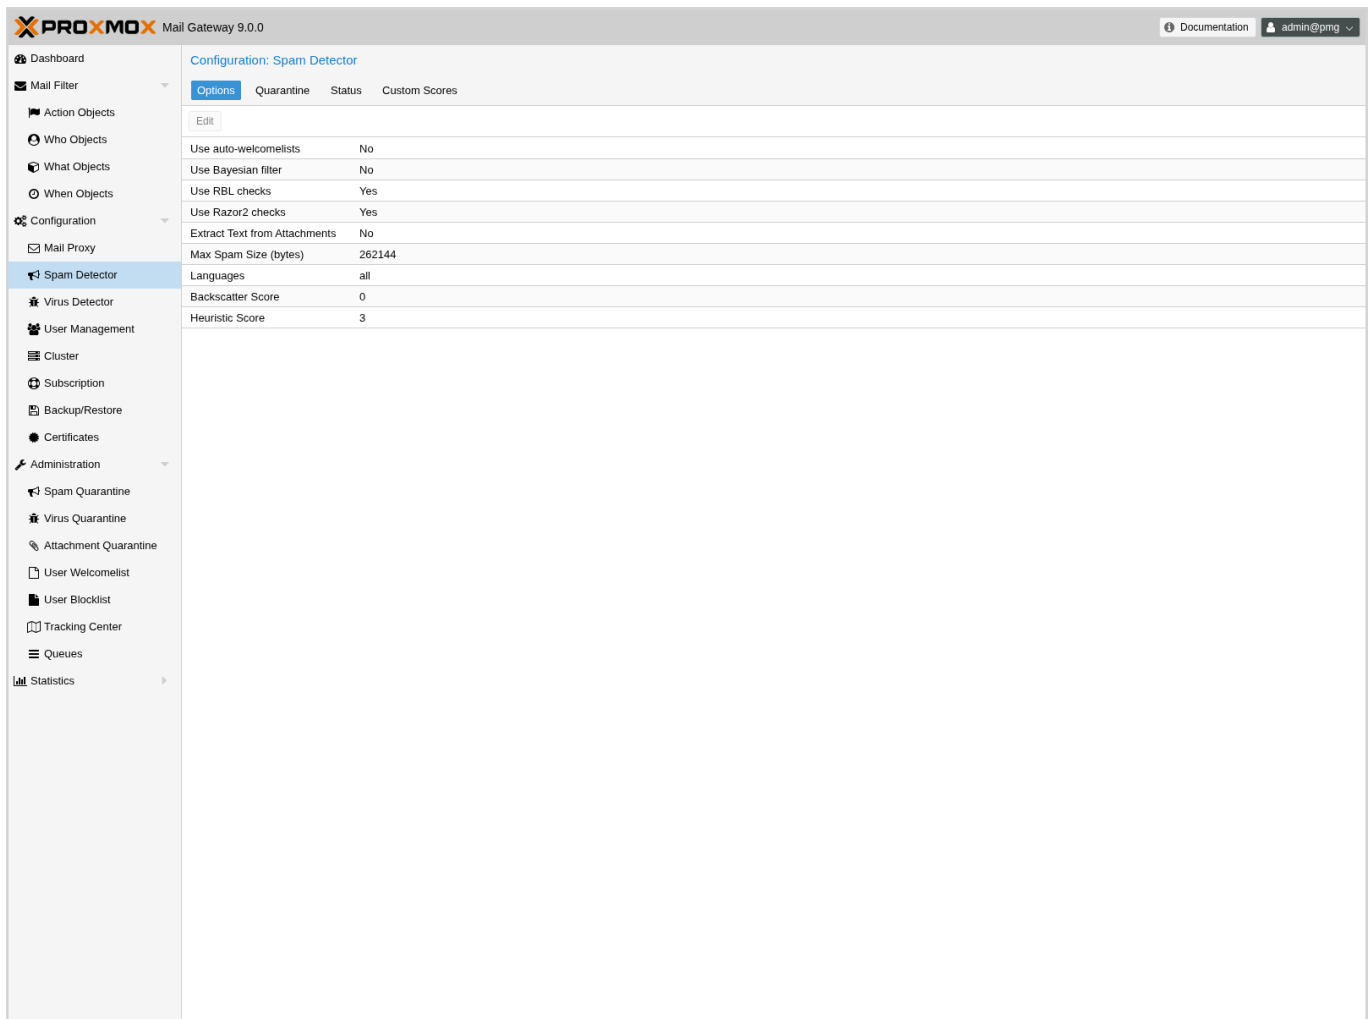 PROXMOX Mail Gateway 9.0.0
Documentation
admin@pmg
Dashboard
Mail Filter
Action Objects
Who Objects
What Objects
When Objects
Configuration
Mail Proxy
Spam Detector
Virus Detector
User Management
Cluster
Subscription
Backup/Restore
Certificates
Administration
Spam Quarantine
Virus Quarantine
Attachment Quarantine
User Welcomelist
User Blocklist
Tracking Center
Queues
Statistics
Configuration: Spam Detector
Options Quarantine Status Custom Scores
Edit
Use auto-welcomelists No
Use Bayesian filter No
Use RBL checks Yes
Use Razor2 checks Yes
Extract Text from Attachments No
Max Spam Size (bytes) 262144
Languages all
Backscatter Score 0
Heuristic Score 3